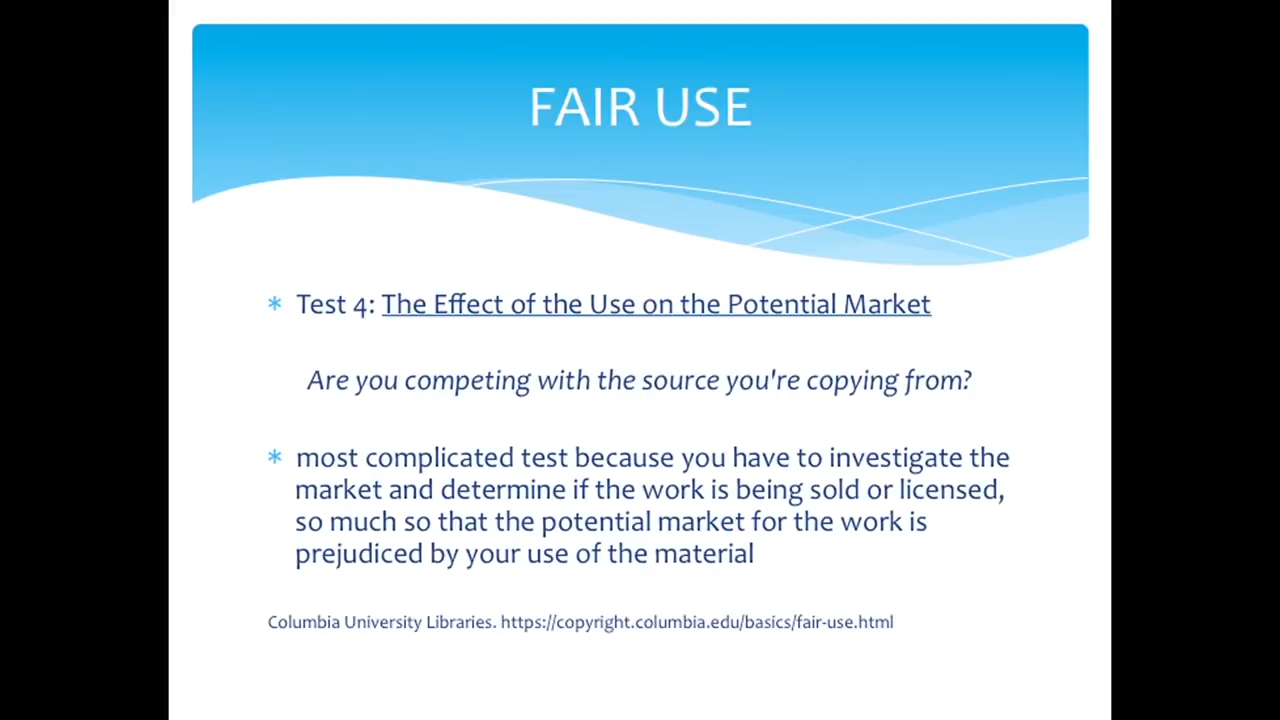 FAIR USE
* Test 4: The Effect of the Use on the Potential Market
Are you competing with the source you're copying from?
* most complicated test because you have to investigate the
market and determine if the work is being sold or licensed,
so much so that the potential market for the work is
prejudiced by your use of the material
Columbia University Libraries. https://copyright.columbia.edu/basics/fair-use.html